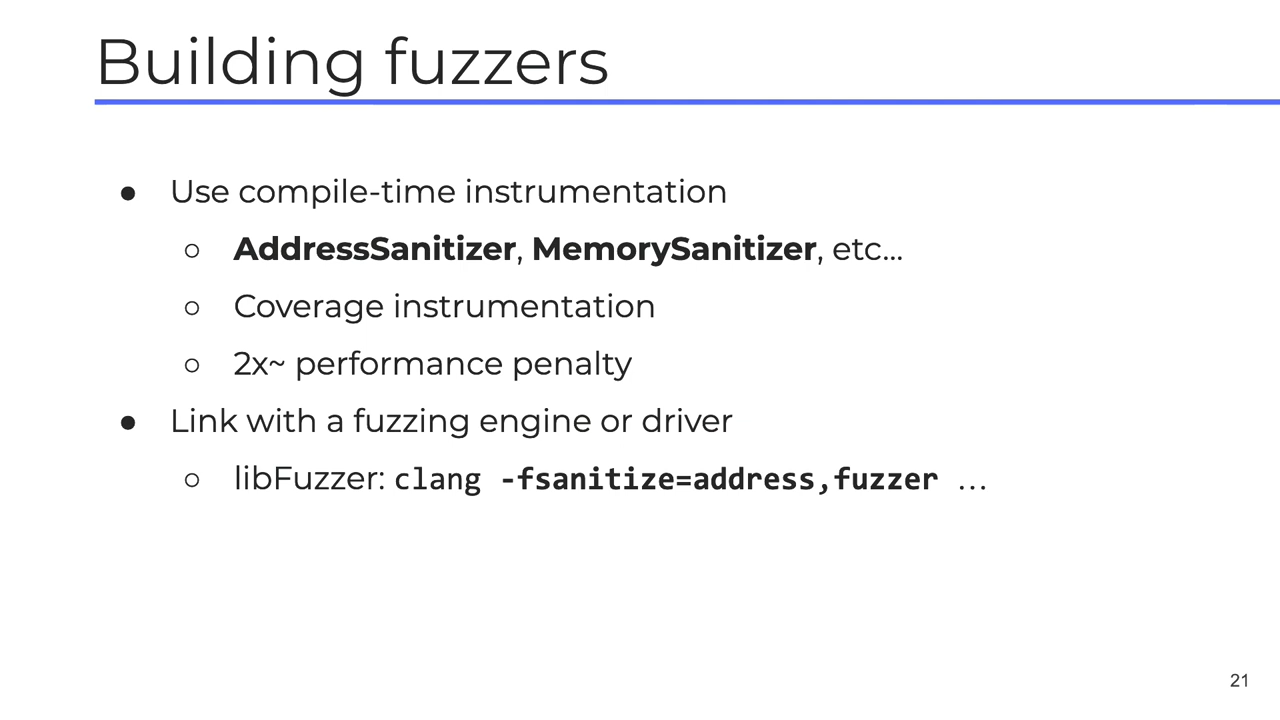 Building fuzzers
● Use compile-time instrumentation
○ AddressSanitizer, MemorySanitizer, etc...
○ Coverage instrumentation
○ 2x~ performance penalty
● Link with a fuzzing engine or driver
○ libFuzzer: clang -fsanitize=address,fuzzer ...
21